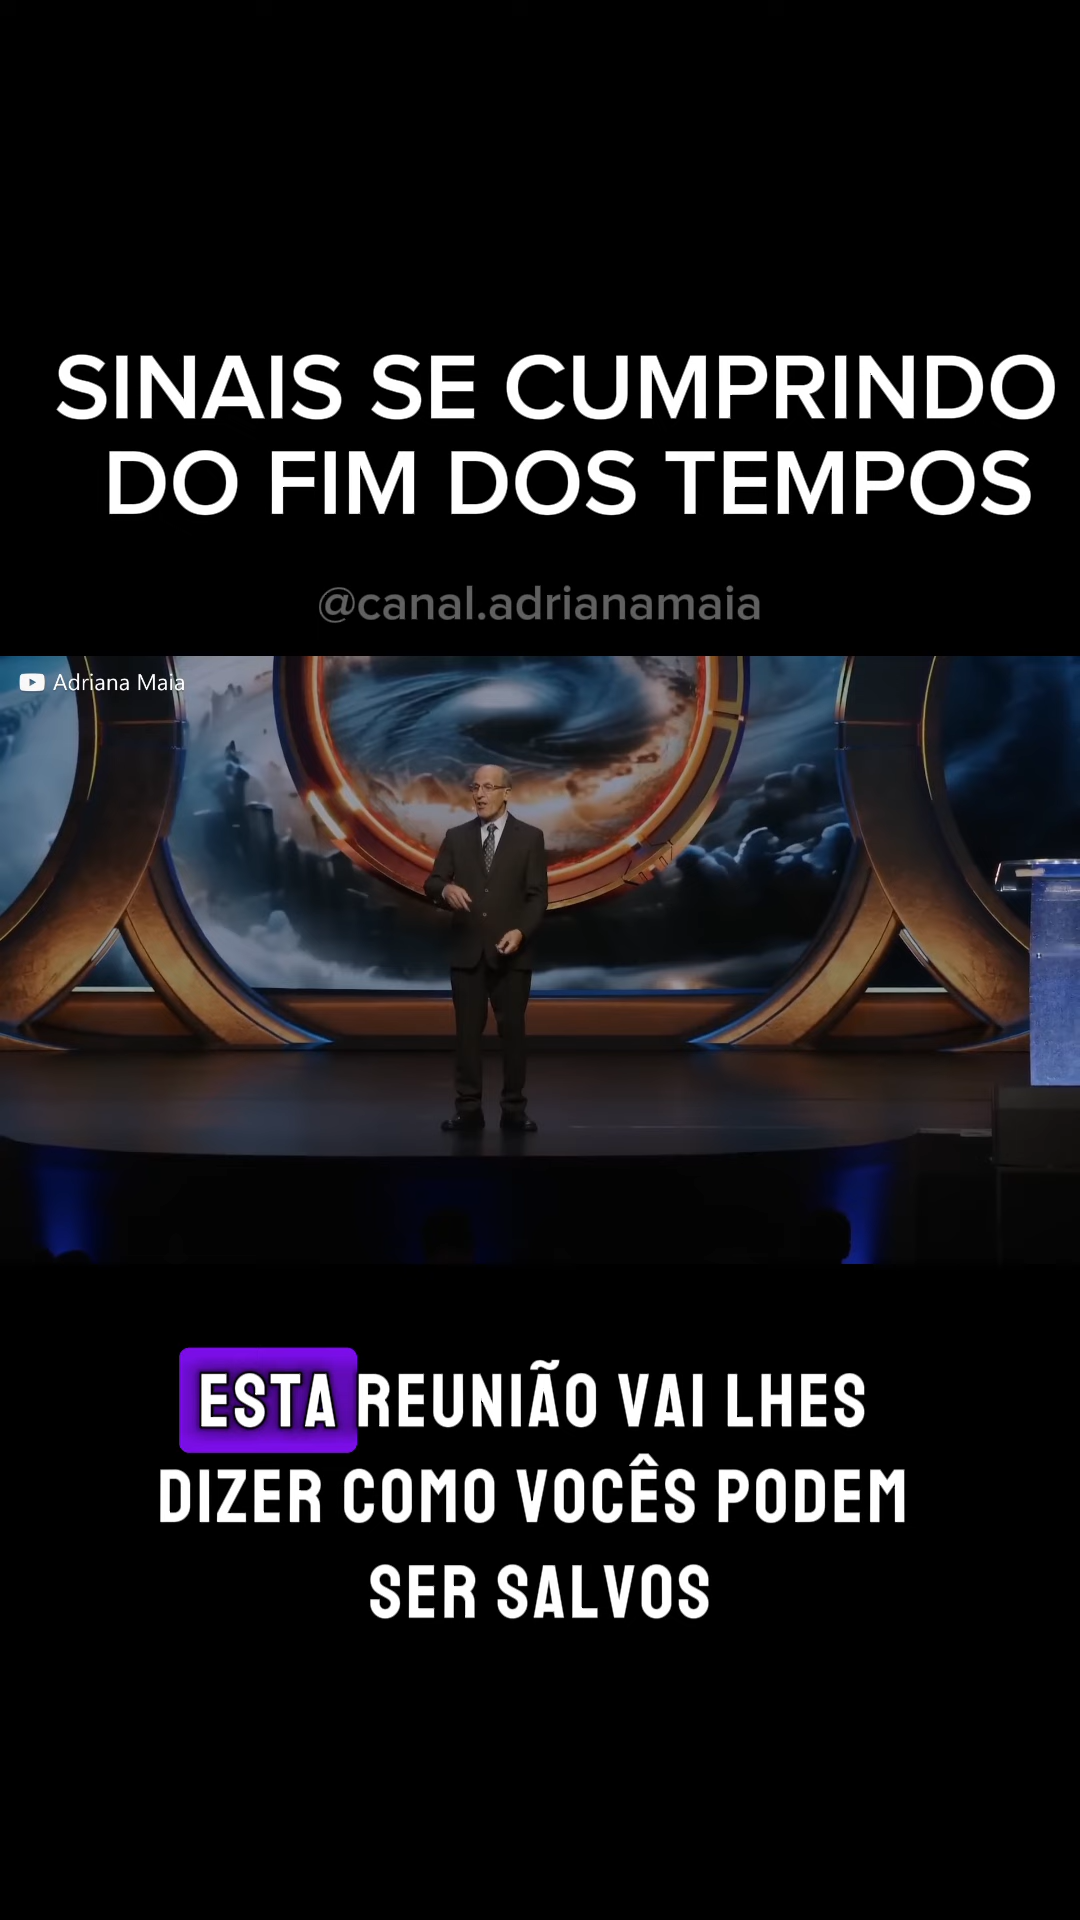 SINAIS SE CUMPRINDO
DO FIM DOS TEMPOS
@canal.adrianamaia
Adriana Maia
ESTA REUNIÃO VAI LHES
DIZER COMO VOCÊS PODEM
SER SALVOS